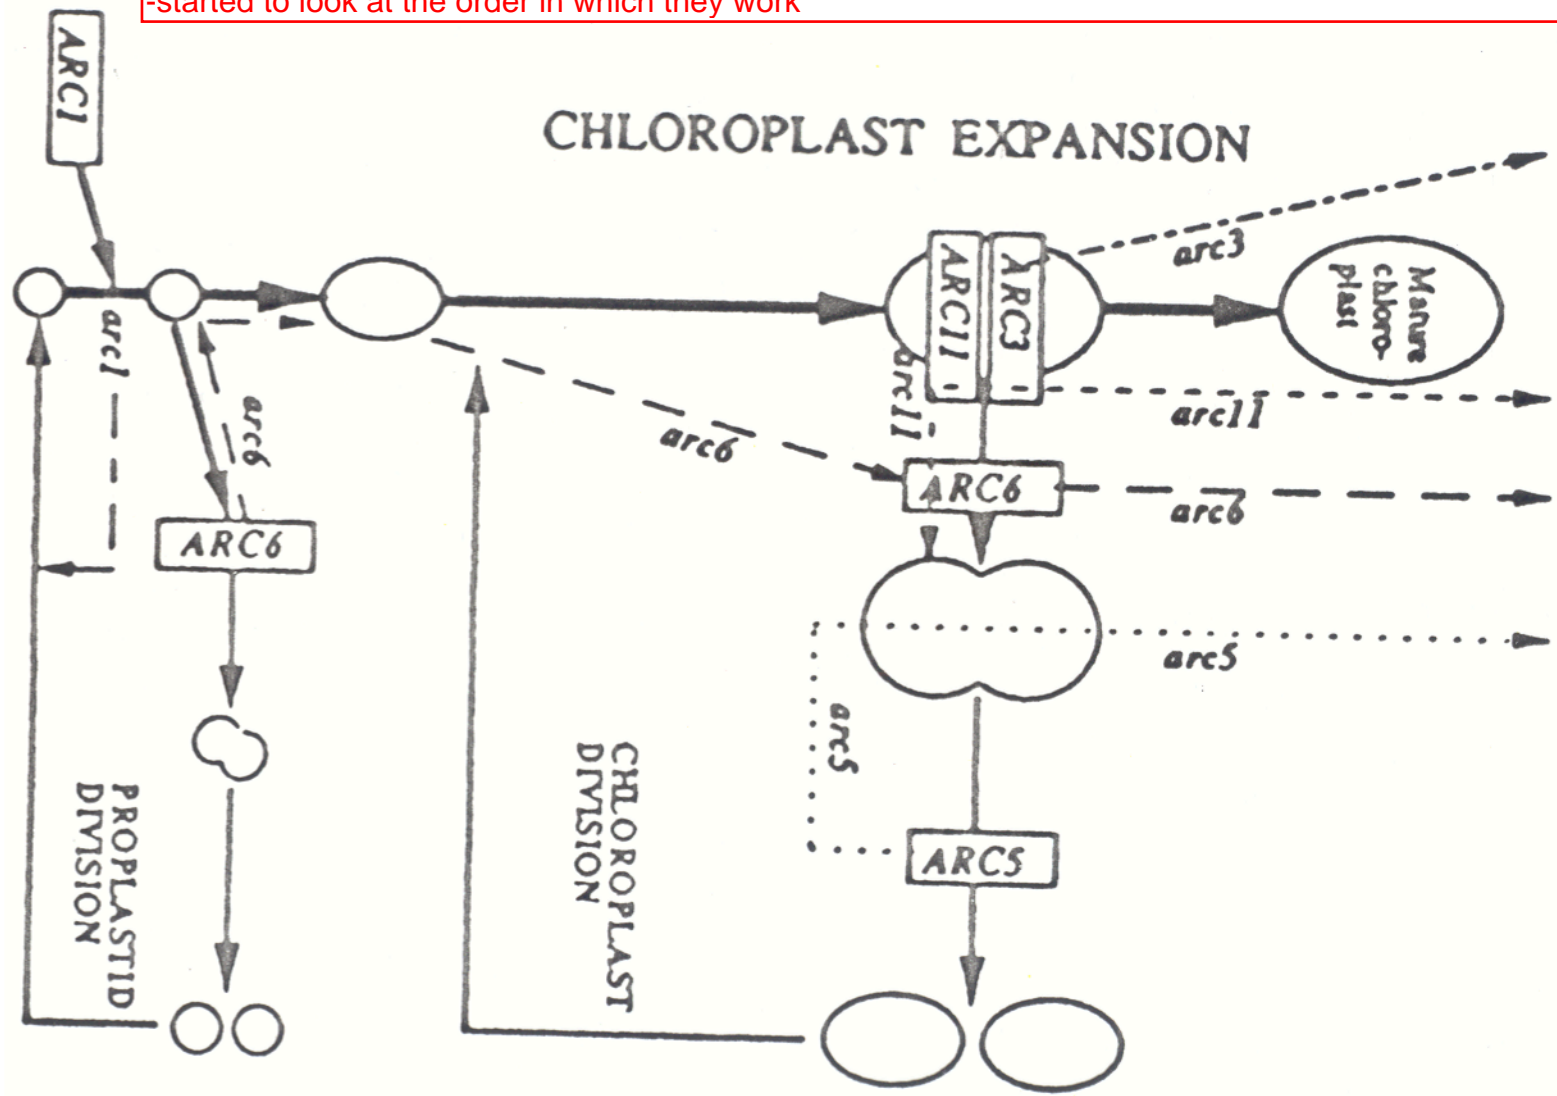 -started to look at the order in which they work
ARC1
CHLOROPLAST EXPANSION
arc3
ARC11
ARC3
Mature
chloro-
plast
arc1
arc11
arc11
arc6
arc6
ARC6
arc6
ARC6
arc5
arc5
CHLOROPLAST
DIVISION
PROPLASTID
DIVISION
ARC5